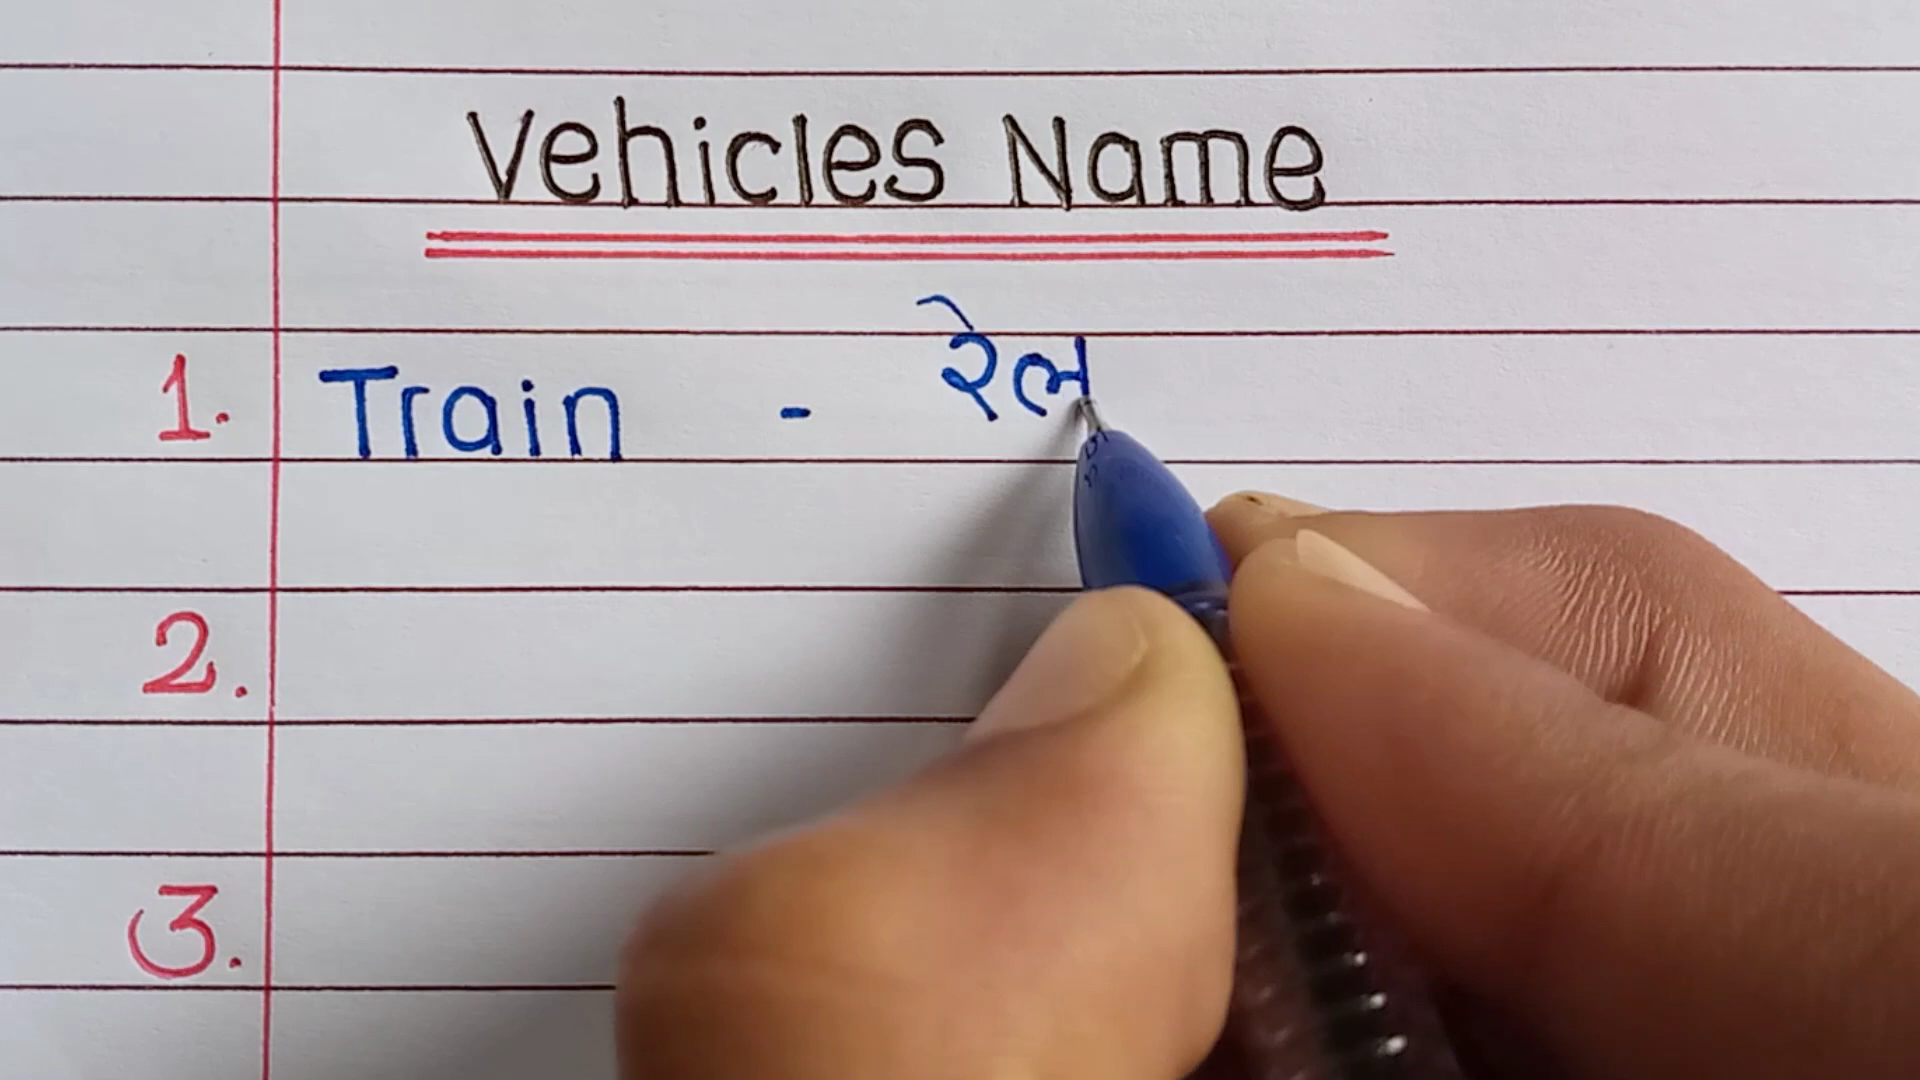 Vehicles Name
1. Train - रेल
2.
3.